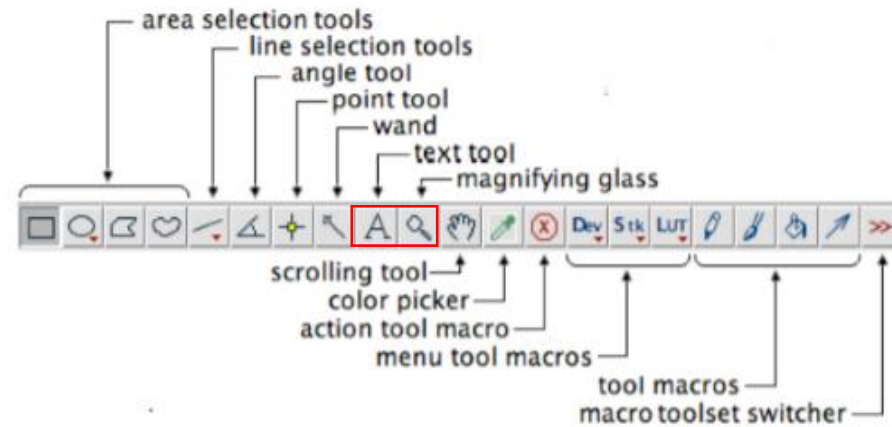 area selection tools
line selection tools
angle tool
point tool
wand
text tool
magnifying glass
A Dev Stk LUT >>
scrolling tool
color picker
action tool macro
menu tool macros
tool macros
macro toolset switcher